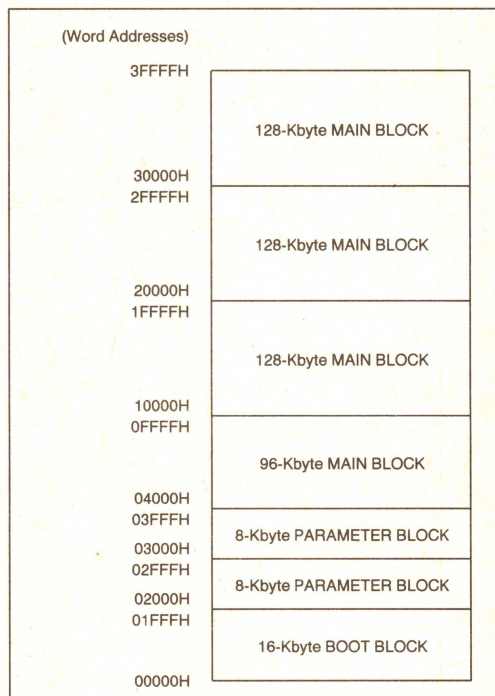 (Word Addresses)
3FFFFH
128-Kbyte MAIN BLOCK
30000H
2FFFFH
128-Kbyte MAIN BLOCK
20000H
1FFFFH
128-Kbyte MAIN BLOCK
10000H
0FFFFH
96-Kbyte MAIN BLOCK
04000H
03FFFH
8-Kbyte PARAMETER BLOCK
03000H
02FFFH
8-Kbyte PARAMETER BLOCK
02000H
01FFFH
16-Kbyte BOOT BLOCK
00000H